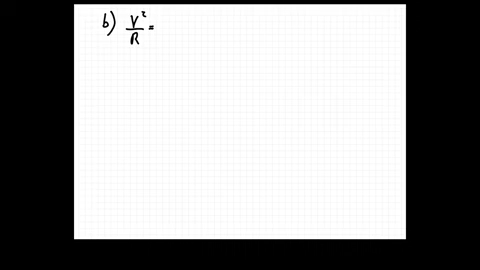 b) V²/R =